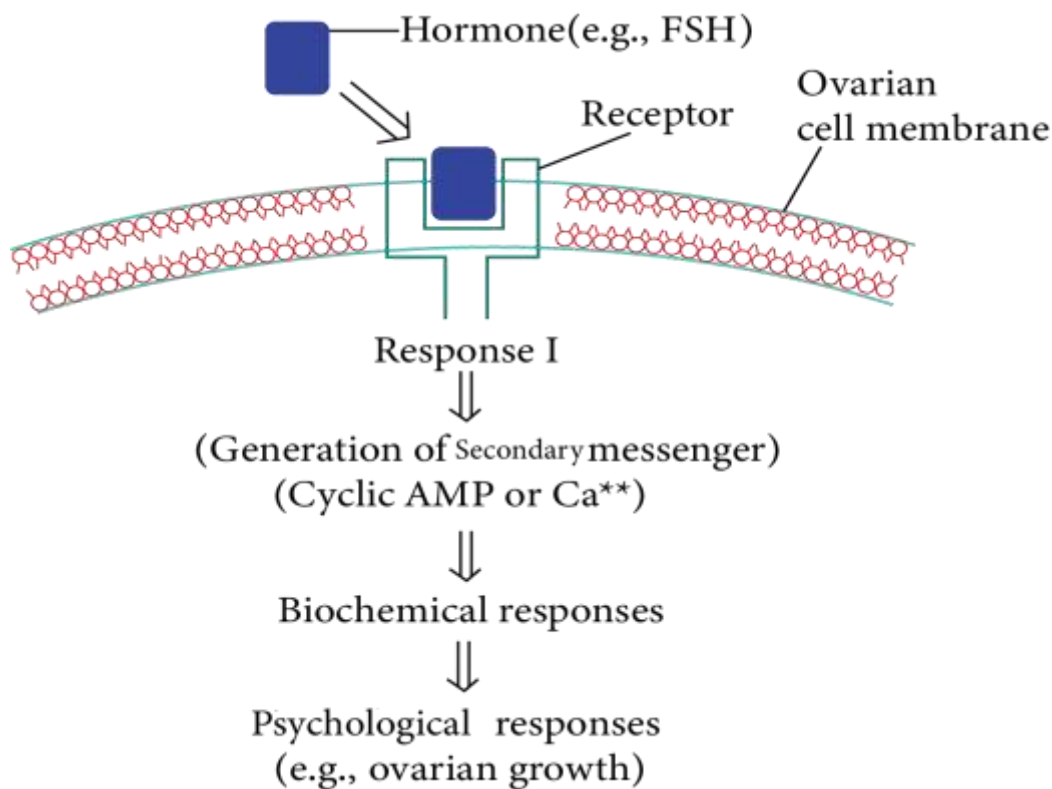 Hormone(e.g., FSH)
Receptor
Ovarian
cell membrane
Response I
(Generation of Secondary messenger)
(Cyclic AMP or Ca**)
Biochemical responses
Psychological responses
(e.g., ovarian growth)